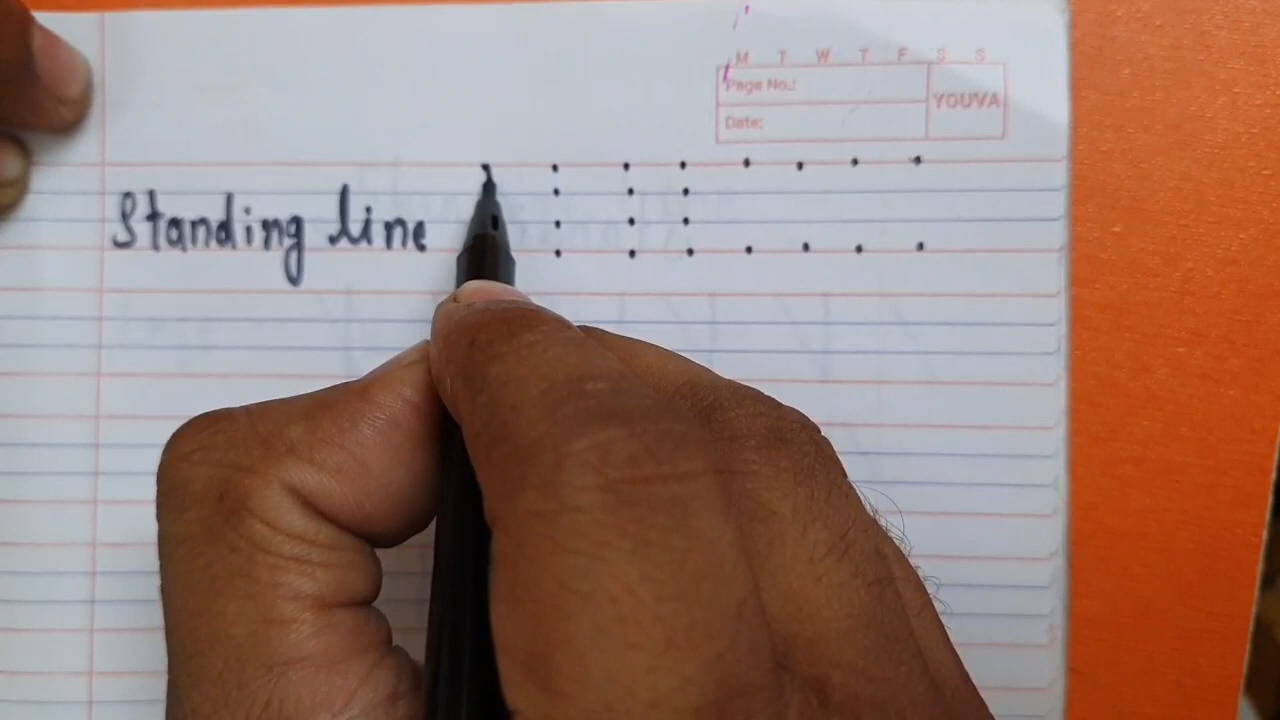 M T W T F S S
Page No.:
YOUVA
Date:
Standing line